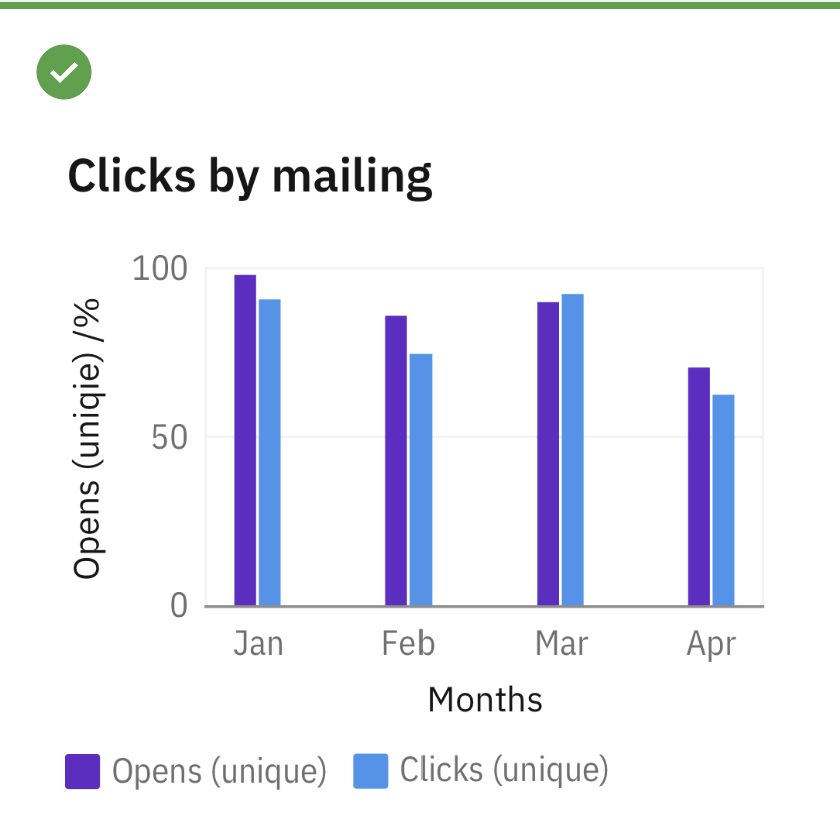 Clicks by mailing
100
50
0
Opens (uniqie) /%
Jan Feb Mar Apr
Months
Opens (unique) Clicks (unique)